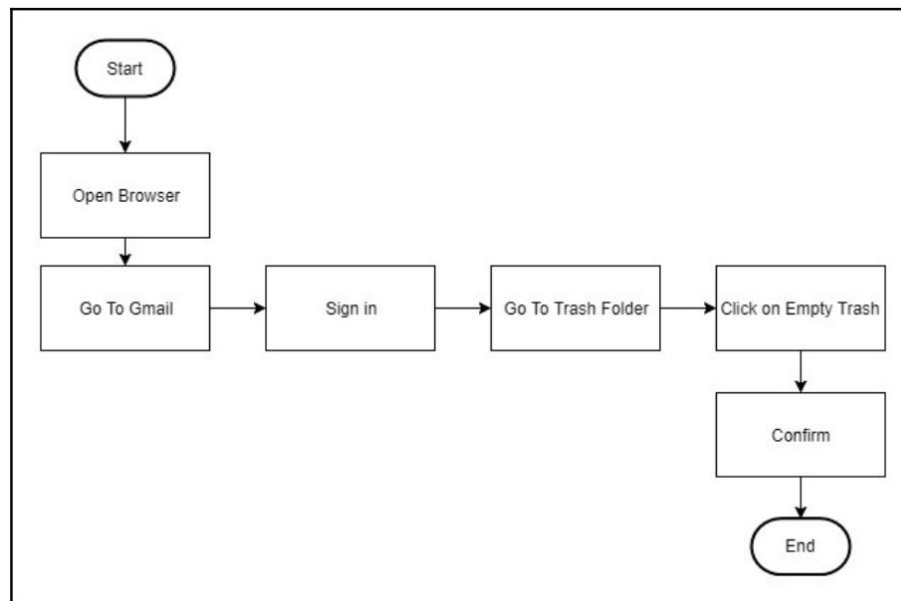 Start
Open Browser
Go To Gmail
Sign in
Go To Trash Folder
Click on Empty Trash
Confirm
End